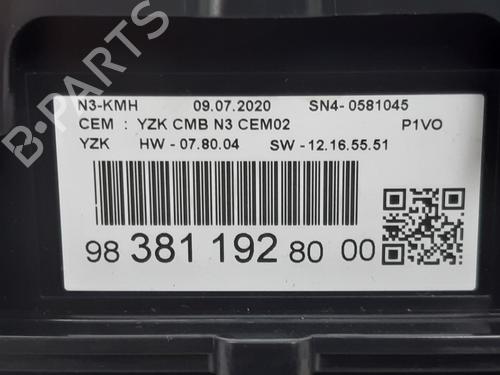 N3-KMH 09.07.2020 SN4- 0581045
CEM : YZK CMB N3 CEM02 P1VO
YZK HW - 07.80.04 SW - 12.16.55.51
98 381 192 80 00
B-Parts